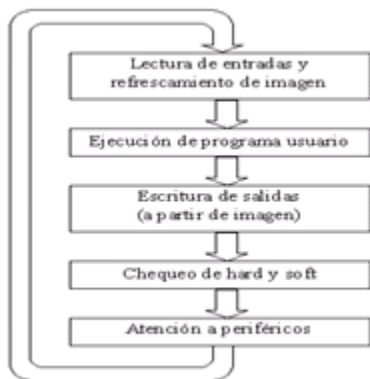 Lectura de entradas y
refrescamiento de imagen
Ejecución de programa usuario
Escritura de salidas
(a partir de imagen)
Chequeo de hard y soft
Atención a periféricos